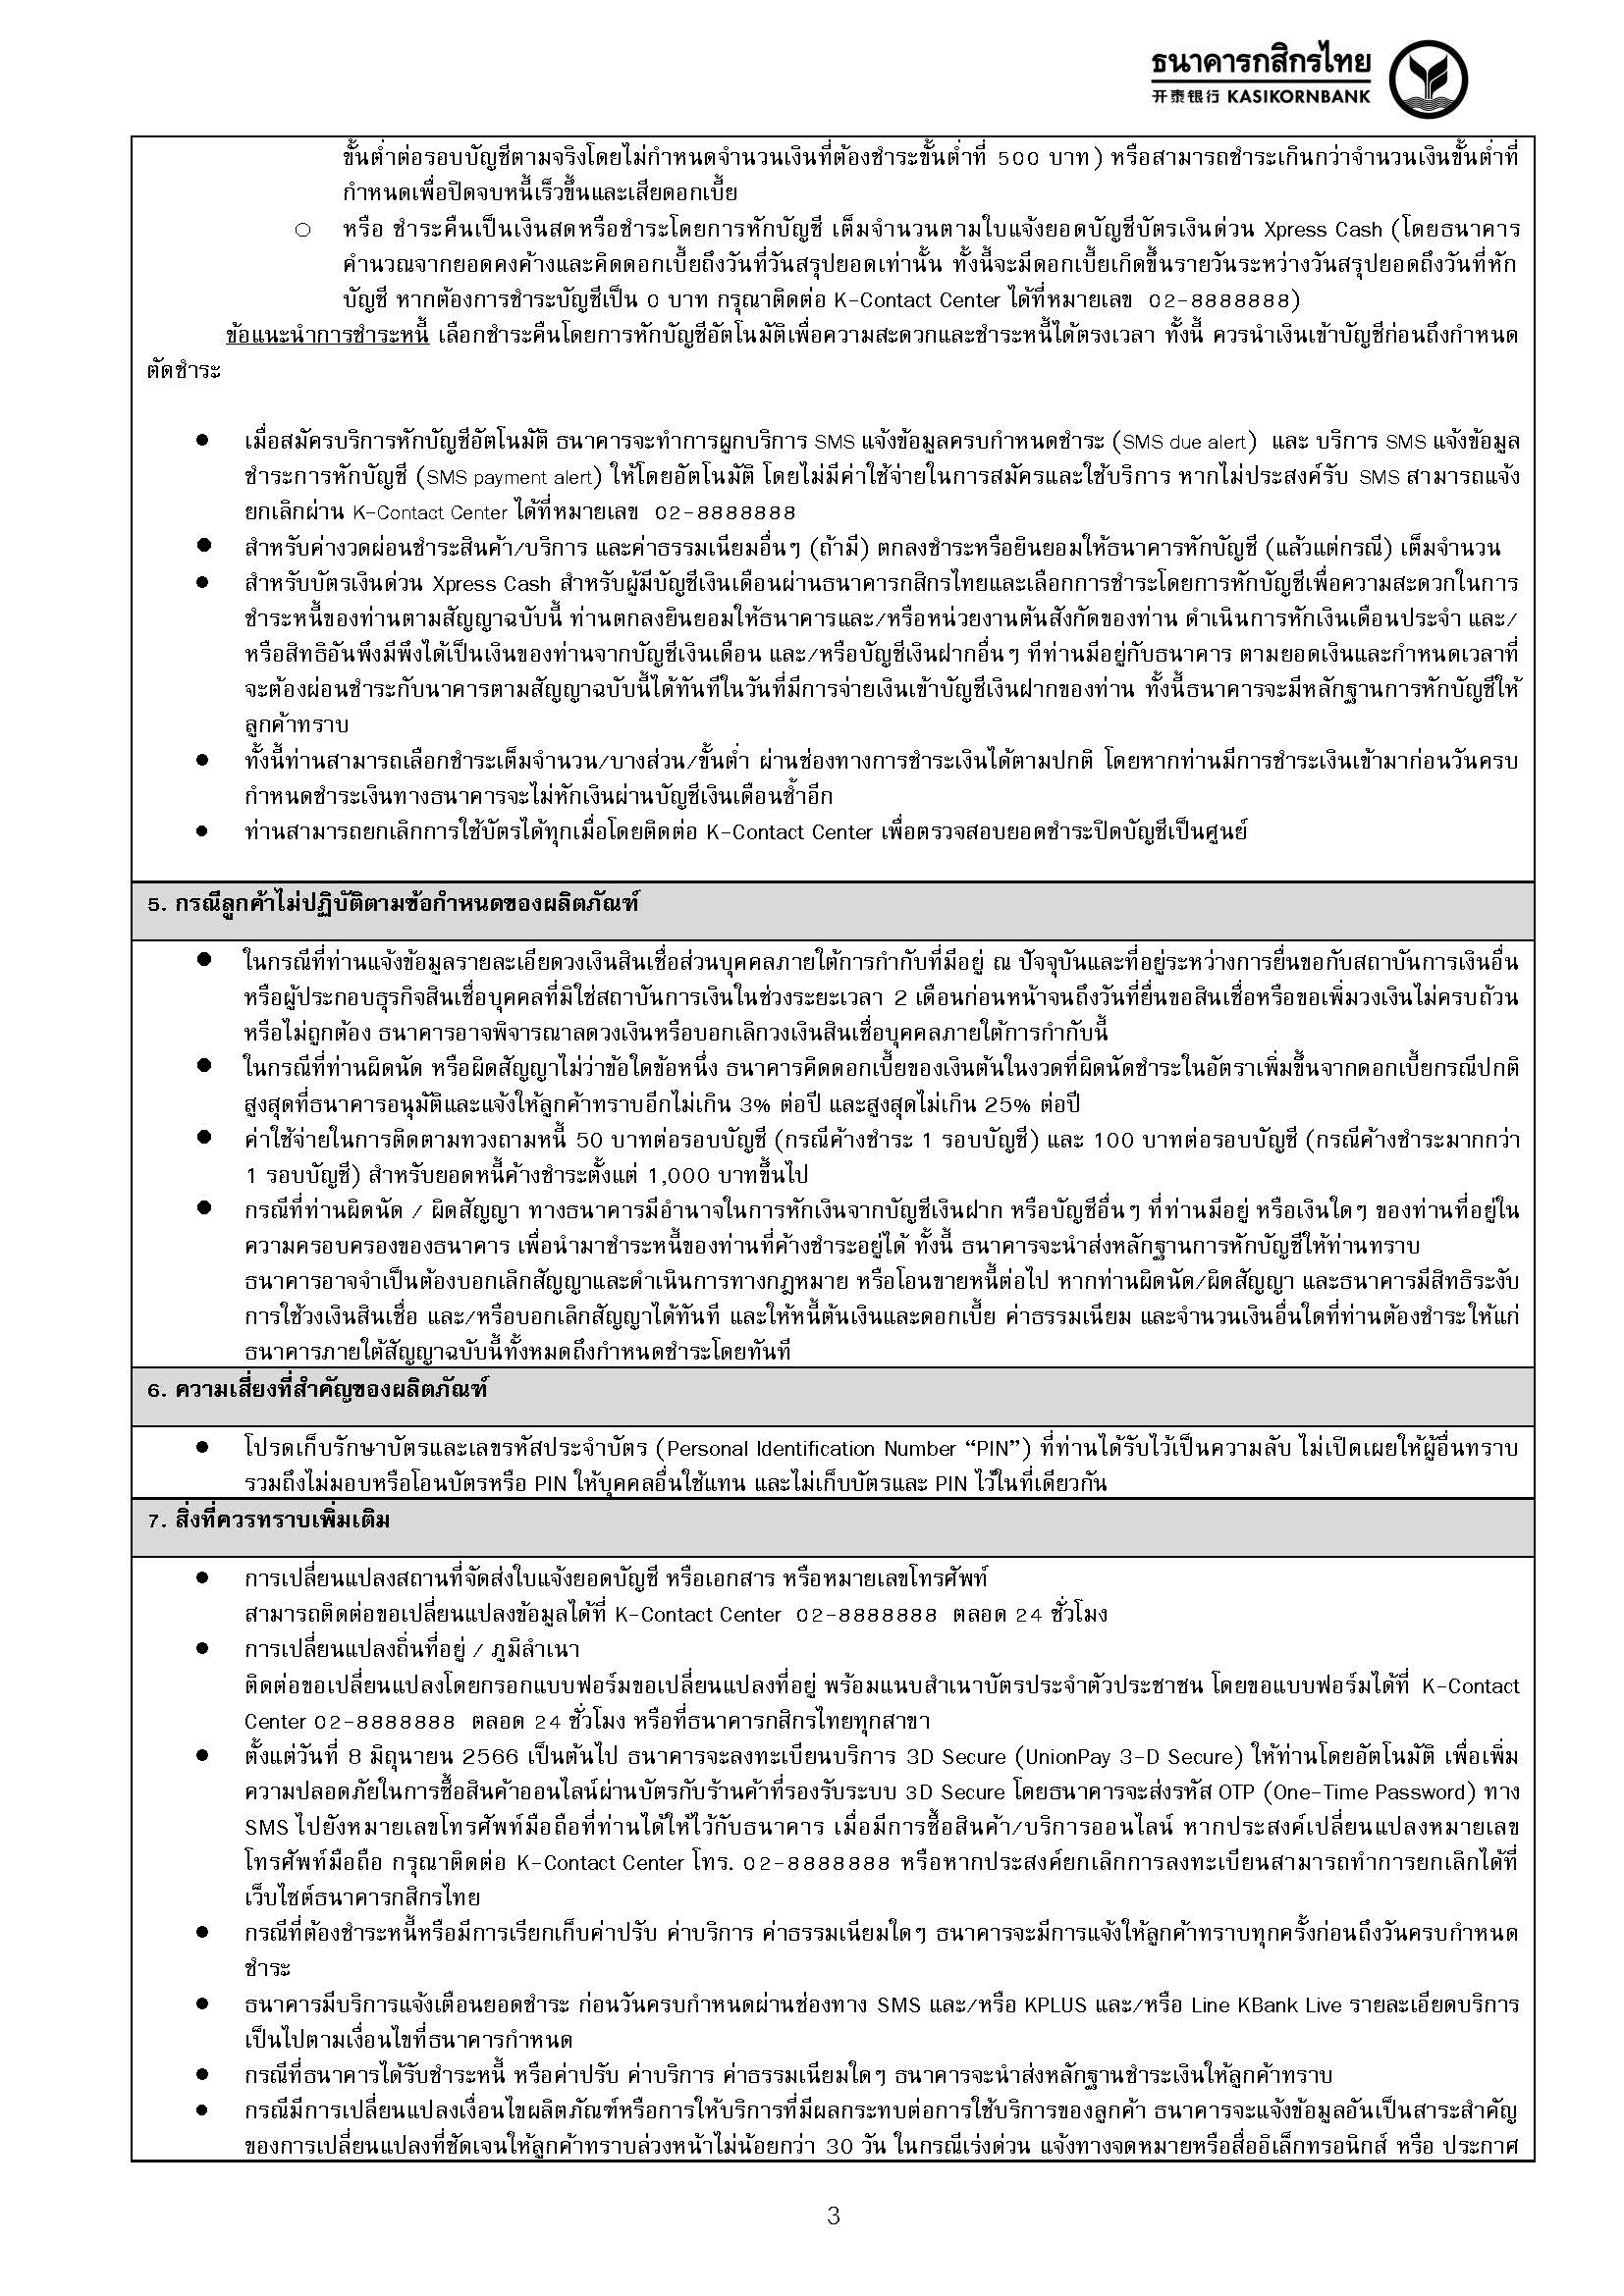 ธนาคารกสิกรไทย
开泰银行 KASIKORNBANK
ขั้นต่ำต่อรอบบัญชีตามจริงโดยไม่กำหนดจำนวนเงินที่ต้องชำระขั้นต่ำที่ 500 บาท) หรือสามารถชำระเกินกว่าจำนวนเงินขั้นต่ำที่
กำหนดเพื่อปิดจบหนี้เร็วขึ้นและเสียดอกเบี้ย
○ หรือ ชำระคืนเป็นเงินสดหรือชำระโดยการหักบัญชี เต็มจำนวนตามใบแจ้งยอดบัญชีบัตรเงินด่วน Xpress Cash (โดยธนาคาร
คำนวณจากยอดคงค้างและคิดดอกเบี้ยถึงวันที่วันสรุปยอดเท่านั้น ทั้งนี้จะมีดอกเบี้ยเกิดขึ้นรายวันระหว่างวันสรุปยอดถึงวันที่หัก
บัญชี หากต้องการชำระบัญชีเป็น 0 บาท กรุณาติดต่อ K-Contact Center ได้ที่หมายเลข 02-8888888)
ข้อแนะนำการชำระหนี้ เลือกชำระคืนโดยการหักบัญชีอัตโนมัติเพื่อความสะดวกและชำระหนี้ได้ตรงเวลา ทั้งนี้ ควรนำเงินเข้าบัญชีก่อนถึงกำหนด
ตัดชำระ
● เมื่อสมัครบริการหักบัญชีอัตโนมัติ ธนาคารจะทำการผูกบริการ SMS แจ้งข้อมูลครบกำหนดชำระ (SMS due alert) และ บริการ SMS แจ้งข้อมูล
ชำระการหักบัญชี (SMS payment alert) ให้โดยอัตโนมัติ โดยไม่มีค่าใช้จ่ายในการสมัครและใช้บริการ หากไม่ประสงค์รับ SMS สามารถแจ้ง
ยกเลิกผ่าน K-Contact Center ได้ที่หมายเลข 02-8888888
● สำหรับค่างวดผ่อนชำระสินค้า/บริการ และค่าธรรมเนียมอื่นๆ (ถ้ามี) ตกลงชำระหรือยินยอมให้ธนาคารหักบัญชี (แล้วแต่กรณี) เต็มจำนวน
● สำหรับบัตรเงินด่วน Xpress Cash สำหรับผู้มีบัญชีเงินเดือนผ่านธนาคารกสิกรไทยและเลือกการชำระโดยการหักบัญชีเพื่อความสะดวกในการ
ชำระหนี้ของท่านตามสัญญาฉบับนี้ ท่านตกลงยินยอมให้ธนาคารและ/หรือหน่วยงานต้นสังกัดของท่าน ดำเนินการหักเงินเดือนประจำ และ/
หรือสิทธิอันพึงมีพึงได้เป็นเงินของท่านจากบัญชีเงินเดือน และ/หรือบัญชีเงินฝากอื่นๆ ทีท่านมีอยู่กับธนาคาร ตามยอดเงินและกำหนดเวลาที่
จะต้องผ่อนชำระกับนาคารตามสัญญาฉบับนี้ได้ทันทีในวันที่มีการจ่ายเงินเข้าบัญชีเงินฝากของท่าน ทั้งนี้ธนาคารจะมีหลักฐานการหักบัญชีให้
ลูกค้าทราบ
● ทั้งนี้ท่านสามารถเลือกชำระเต็มจำนวน/บางส่วน/ขั้นต่ำ ผ่านช่องทางการชำระเงินได้ตามปกติ โดยหากท่านมีการชำระเงินเข้ามาก่อนวันครบ
กำหนดชำระเงินทางธนาคารจะไม่หักเงินผ่านบัญชีเงินเดือนซ้ำอีก
● ท่านสามารถยกเลิกการใช้บัตรได้ทุกเมื่อโดยติดต่อ K-Contact Center เพื่อตรวจสอบยอดชำระปิดบัญชีเป็นศูนย์
5. กรณีลูกค้าไม่ปฏิบัติตามข้อกำหนดของผลิตภัณฑ์
● ในกรณีที่ท่านแจ้งข้อมูลรายละเอียดวงเงินสินเชื่อส่วนบุคคลภายใต้การกำกับที่มีอยู่ ณ ปัจจุบันและที่อยู่ระหว่างการยื่นขอกับสถาบันการเงินอื่น
หรือผู้ประกอบธุรกิจสินเชื่อบุคคลที่มิใช่สถาบันการเงินในช่วงระยะเวลา 2 เดือนก่อนหน้าจนถึงวันที่ยื่นขอสินเชื่อหรือขอเพิ่มวงเงินไม่ครบถ้วน
หรือไม่ถูกต้อง ธนาคารอาจพิจารณาลดวงเงินหรือบอกเลิกวงเงินสินเชื่อบุคคลภายใต้การกำกับนี้
● ในกรณีที่ท่านผิดนัด หรือผิดสัญญาไม่ว่าข้อใดข้อหนึ่ง ธนาคารคิดดอกเบี้ยของเงินต้นในงวดที่ผิดนัดชำระในอัตราเพิ่มขึ้นจากดอกเบี้ยกรณีปกติ
สูงสุดที่ธนาคารอนุมัติและแจ้งให้ลูกค้าทราบอีกไม่เกิน 3% ต่อปี และสูงสุดไม่เกิน 25% ต่อปี
● ค่าใช้จ่ายในการติดตามทวงถามหนี้ 50 บาทต่อรอบบัญชี (กรณีค้างชำระ 1 รอบบัญชี) และ 100 บาทต่อรอบบัญชี (กรณีค้างชำระมากกว่า
1 รอบบัญชี) สำหรับยอดหนี้ค้างชำระตั้งแต่ 1,000 บาทขึ้นไป
● กรณีที่ท่านผิดนัด / ผิดสัญญา ทางธนาคารมีอำนาจในการหักเงินจากบัญชีเงินฝาก หรือบัญชีอื่นๆ ที่ท่านมีอยู่ หรือเงินใดๆ ของท่านที่อยู่ใน
ความครอบครองของธนาคาร เพื่อนำมาชำระหนี้ของท่านที่ค้างชำระอยู่ได้ ทั้งนี้ ธนาคารจะนำส่งหลักฐานการหักบัญชีให้ท่านทราบ
ธนาคารอาจจำเป็นต้องบอกเลิกสัญญาและดำเนินการทางกฎหมาย หรือโอนขายหนี้ต่อไป หากท่านผิดนัด/ผิดสัญญา และธนาคารมีสิทธิระงับ
การใช้วงเงินสินเชื่อ และ/หรือบอกเลิกสัญญาได้ทันที และให้หนี้ต้นเงินและดอกเบี้ย ค่าธรรมเนียม และจำนวนเงินอื่นใดที่ท่านต้องชำระให้แก่
ธนาคารภายใต้สัญญาฉบับนี้ทั้งหมดถึงกำหนดชำระโดยทันที
6. ความเสี่ยงที่สำคัญของผลิตภัณฑ์
● โปรดเก็บรักษาบัตรและเลขรหัสประจำบัตร (Personal Identification Number “PIN”) ที่ท่านได้รับไว้เป็นความลับ ไม่เปิดเผยให้ผู้อื่นทราบ
รวมถึงไม่มอบหรือโอนบัตรหรือ PIN ให้บุคคลอื่นใช้แทน และไม่เก็บบัตรและ PIN ไว้ในที่เดียวกัน
7. สิ่งที่ควรทราบเพิ่มเติม
● การเปลี่ยนแปลงสถานที่จัดส่งใบแจ้งยอดบัญชี หรือเอกสาร หรือหมายเลขโทรศัพท์
สามารถติดต่อขอเปลี่ยนแปลงข้อมูลได้ที่ K-Contact Center 02-8888888 ตลอด 24 ชั่วโมง
● การเปลี่ยนแปลงถิ่นที่อยู่ / ภูมิลำเนา
ติดต่อขอเปลี่ยนแปลงโดยกรอกแบบฟอร์มขอเปลี่ยนแปลงที่อยู่ พร้อมแนบสำเนาบัตรประจำตัวประชาชน โดยขอแบบฟอร์มได้ที่ K-Contact
Center 02-8888888 ตลอด 24 ชั่วโมง หรือที่ธนาคารกสิกรไทยทุกสาขา
● ตั้งแต่วันที่ 8 มิถุนายน 2566 เป็นต้นไป ธนาคารจะลงทะเบียนบริการ 3D Secure (UnionPay 3-D Secure) ให้ท่านโดยอัตโนมัติ เพื่อเพิ่ม
ความปลอดภัยในการซื้อสินค้าออนไลน์ผ่านบัตรกับร้านค้าที่รองรับระบบ 3D Secure โดยธนาคารจะส่งรหัส OTP (One-Time Password) ทาง
SMS ไปยังหมายเลขโทรศัพท์มือถือที่ท่านได้ให้ไว้กับธนาคาร เมื่อมีการซื้อสินค้า/บริการออนไลน์ หากประสงค์เปลี่ยนแปลงหมายเลข
โทรศัพท์มือถือ กรุณาติดต่อ K-Contact Center โทร. 02-8888888 หรือหากประสงค์ยกเลิกการลงทะเบียนสามารถทำการยกเลิกได้ที่
เว็บไซต์ธนาคารกสิกรไทย
● กรณีที่ต้องชำระหนี้หรือมีการเรียกเก็บค่าปรับ ค่าบริการ ค่าธรรมเนียมใดๆ ธนาคารจะมีการแจ้งให้ลูกค้าทราบทุกครั้งก่อนถึงวันครบกำหนด
ชำระ
● ธนาคารมีบริการแจ้งเตือนยอดชำระ ก่อนวันครบกำหนดผ่านช่องทาง SMS และ/หรือ KPLUS และ/หรือ Line KBank Live รายละเอียดบริการ
เป็นไปตามเงื่อนไขที่ธนาคารกำหนด
● กรณีที่ธนาคารได้รับชำระหนี้ หรือค่าปรับ ค่าบริการ ค่าธรรมเนียมใดๆ ธนาคารจะนำส่งหลักฐานชำระเงินให้ลูกค้าทราบ
● กรณีมีการเปลี่ยนแปลงเงื่อนไขผลิตภัณฑ์หรือการให้บริการที่มีผลกระทบต่อการใช้บริการของลูกค้า ธนาคารจะแจ้งข้อมูลอันเป็นสาระสำคัญ
ของการเปลี่ยนแปลงที่ชัดเจนให้ลูกค้าทราบล่วงหน้าไม่น้อยกว่า 30 วัน ในกรณีเร่งด่วน แจ้งทางจดหมายหรือสื่ออิเล็กทรอนิกส์ หรือ ประกาศ
3